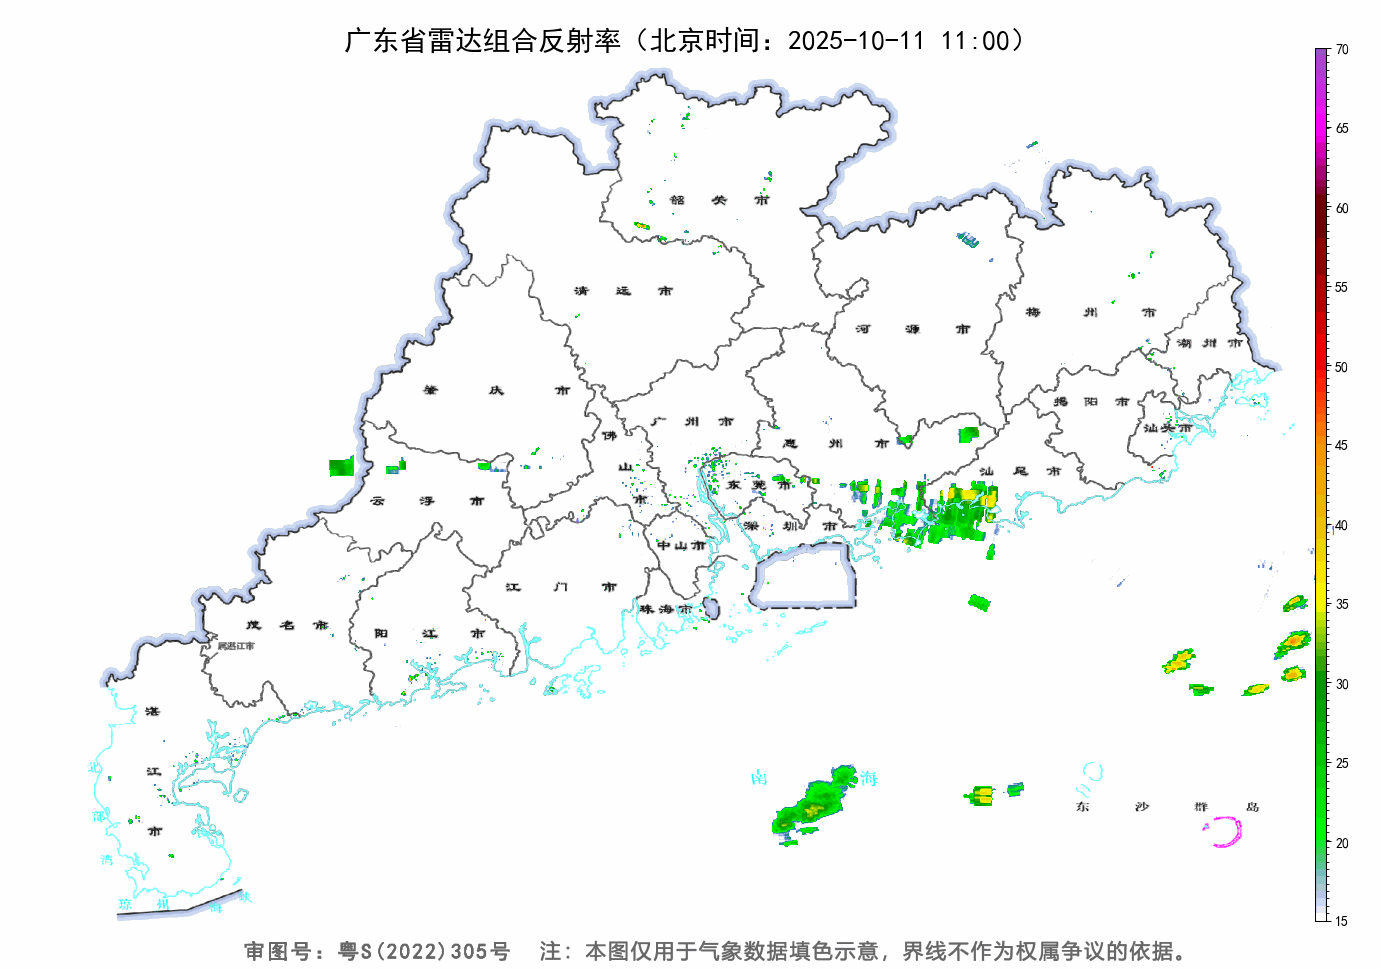 广东省雷达组合反射率（北京时间：2025-10-11 11:00）
70
65
60
55
50
45
40
35
30
25
20
15
韶关市
清远市
河源市
梅州市
潮州市
肇庆市
广州市
揭阳市
佛山市
惠州市
汕头市
云浮市
东莞市
汕尾市
深圳市
中山市
江门市
珠海市
茂名市
阳江市
属湛江市
湛江市
南海
北部湾
东沙群岛
琼州海峡
审图号：粤S(2022)305号 注：本图仅用于气象数据填色示意，界线不作为权属争议的依据。